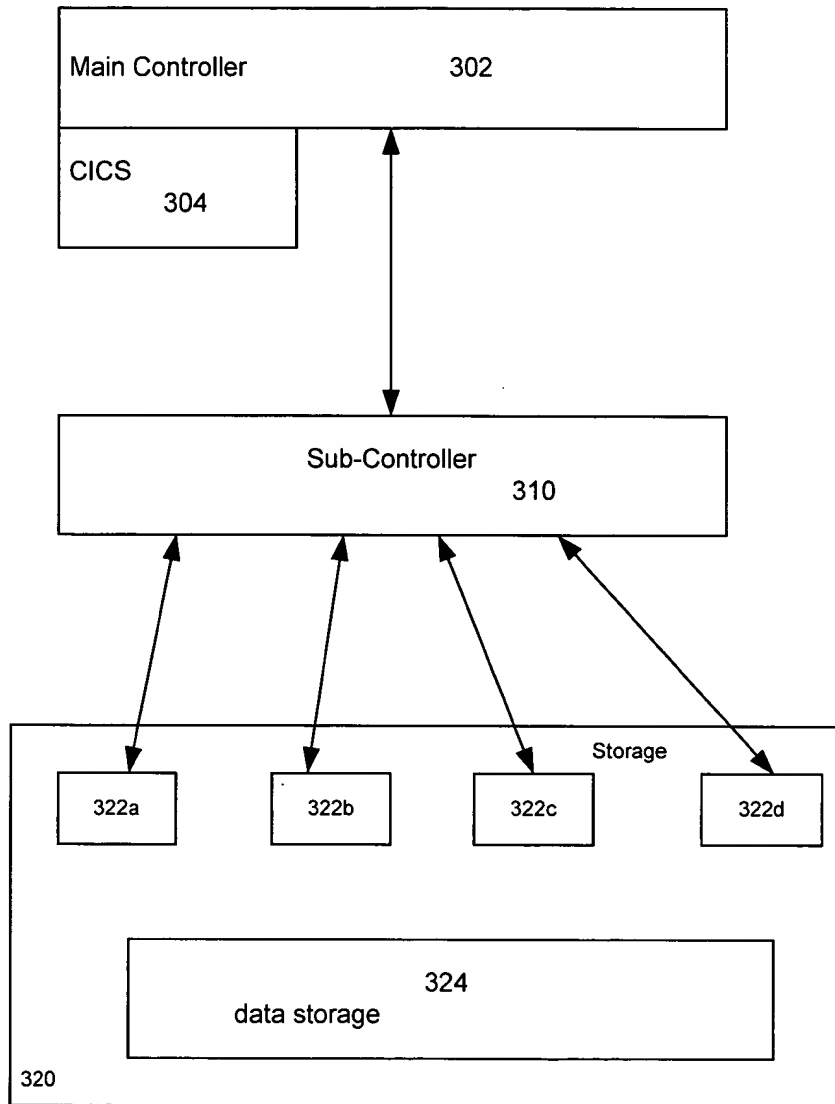 Main Controller 302
CICS
304
Sub-Controller
310
Storage
322a 322b 322c 322d
324
data storage
320